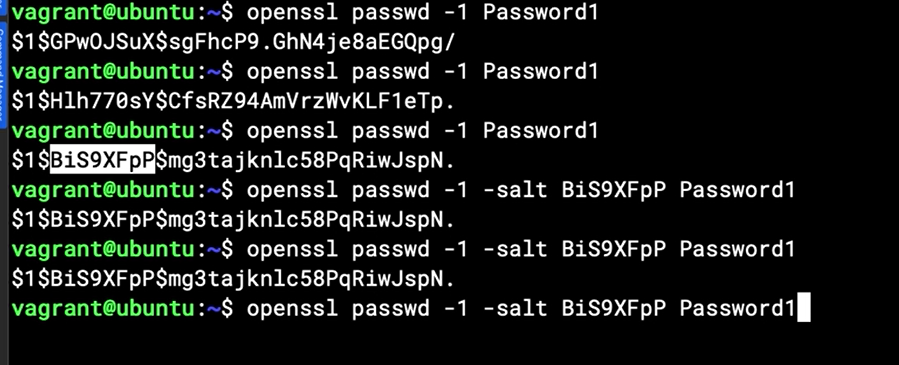 vagrant@ubuntu:~$ openssl passwd -1 Password1
$1$GPwOJSuX$sgFhcP9.GhN4je8aEGQpg/
vagrant@ubuntu:~$ openssl passwd -1 Password1
$1$Hlh770sY$CfsRZ94AmVrzWvKLF1eTp.
vagrant@ubuntu:~$ openssl passwd -1 Password1
$1$BiS9XFpP$mg3tajknlc58PqRiwJspN.
vagrant@ubuntu:~$ openssl passwd -1 -salt BiS9XFpP Password1
$1$BiS9XFpP$mg3tajknlc58PqRiwJspN.
vagrant@ubuntu:~$ openssl passwd -1 -salt BiS9XFpP Password1
$1$BiS9XFpP$mg3tajknlc58PqRiwJspN.
vagrant@ubuntu:~$ openssl passwd -1 -salt BiS9XFpP Password1